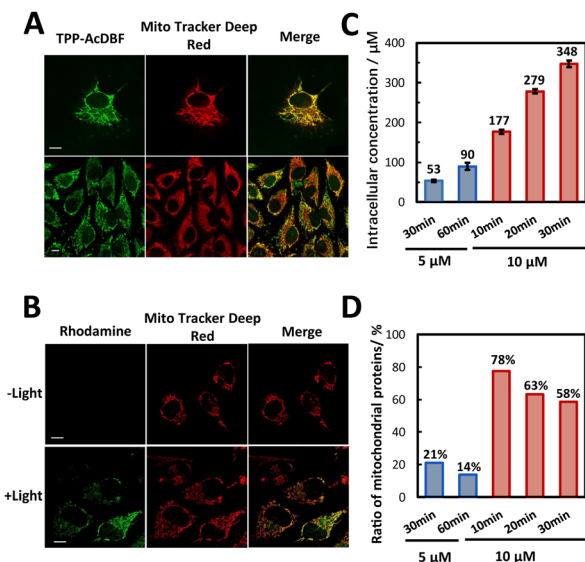 A
TPP-AcDBF
Mito Tracker Deep
Red
Merge
B
Rhodamine
Mito Tracker Deep
Red
Merge
-Light
+Light
C
Intracellular concentration / µM
400
300
200
100
0
53
90
177
279
348
30min
60min
10min
20min
30min
5 µM
10 µM
D
Ratio of mitochondrial proteins/ %
100
80
60
40
20
0
21%
14%
78%
63%
58%
30min
60min
10min
20min
30min
5 µM
10 µM